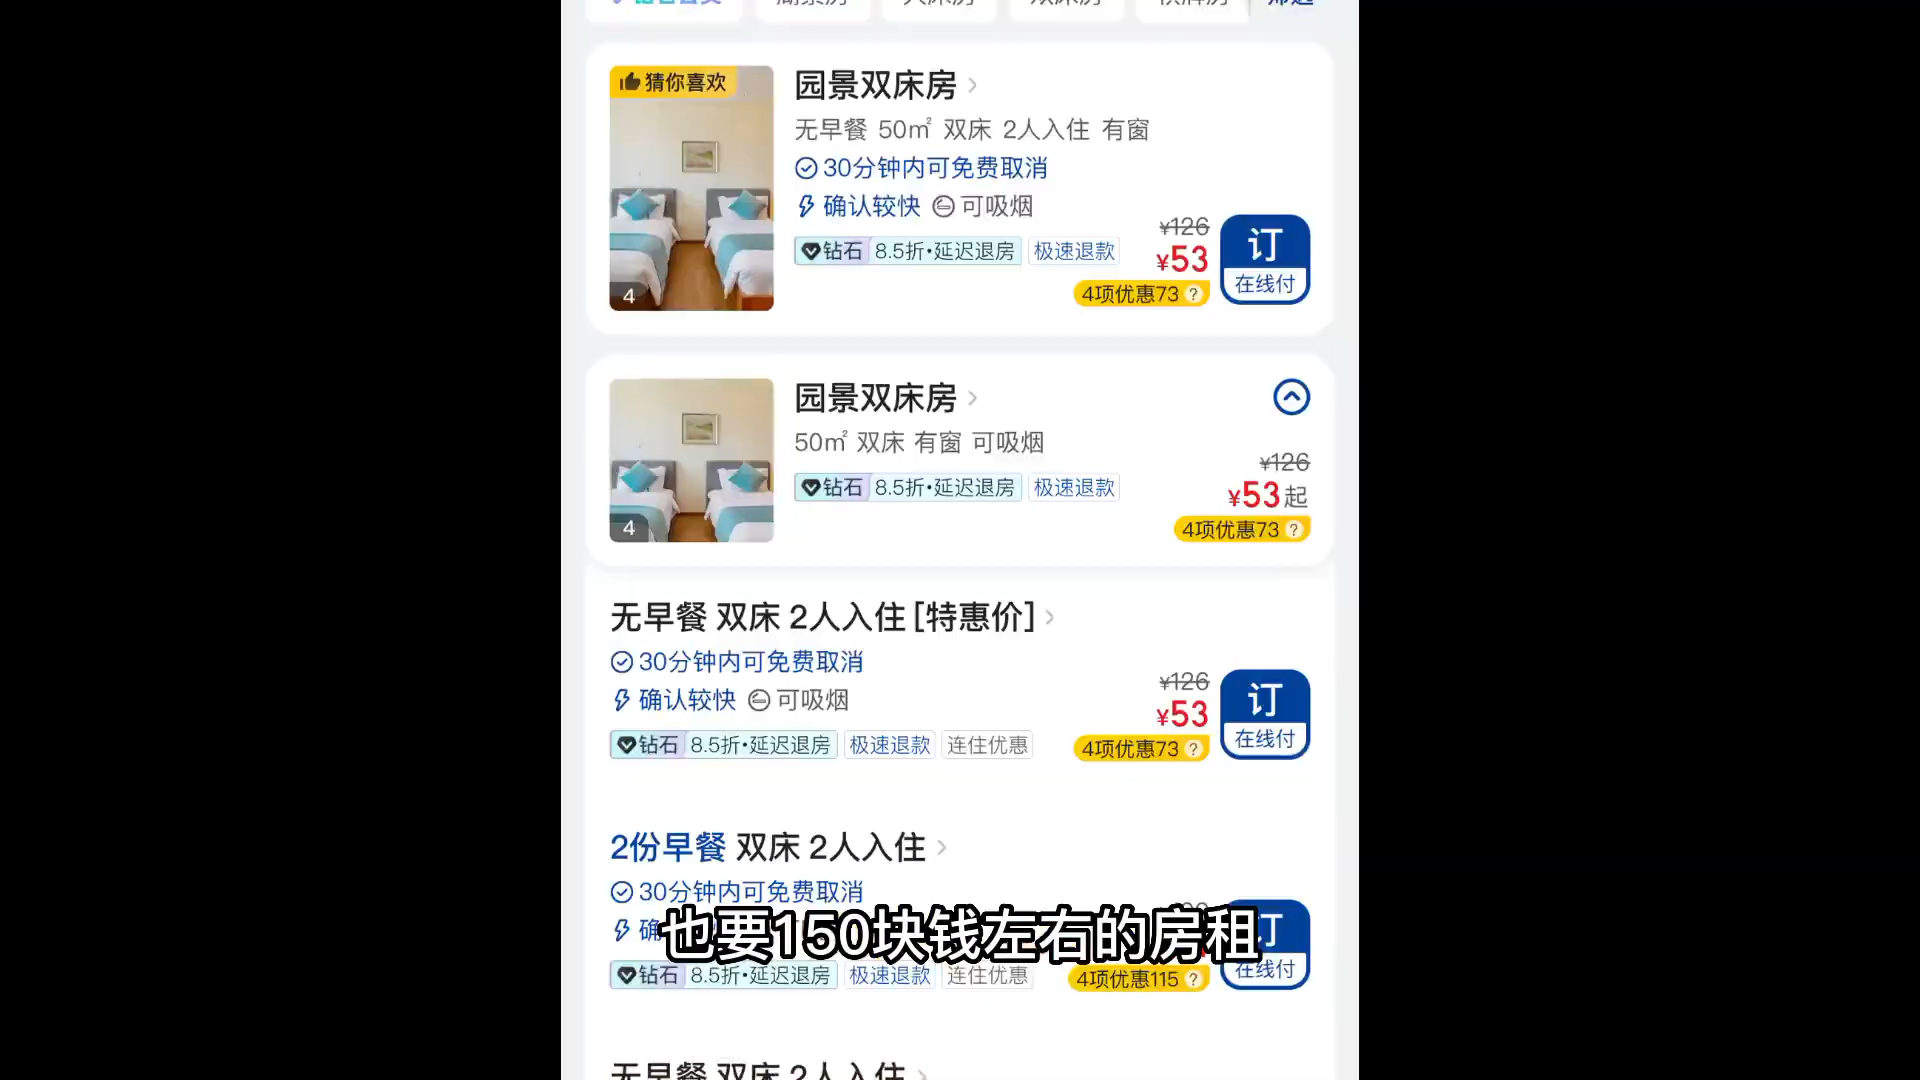 猜你喜欢
园景双床房
无早餐 50㎡ 双床 2人入住 有窗
30分钟内可免费取消
确认较快 可吸烟
钻石 8.5折•延迟退房 极速退款
¥126
¥53
4项优惠73 ?
订
在线付
4
园景双床房
50㎡ 双床 有窗 可吸烟
钻石 8.5折•延迟退房 极速退款
¥126
¥53起
4项优惠73 ?
4
无早餐 双床 2人入住[特惠价]
30分钟内可免费取消
确认较快 可吸烟
钻石 8.5折•延迟退房 极速退款 连住优惠
¥126
¥53
4项优惠73 ?
订
在线付
2份早餐 双床 2人入住
30分钟内可免费取消
也要150块钱左右的房租
钻石 8.5折•延迟退房 极速退款 连住优惠
4项优惠115 ?
订
在线付
无早餐 双床 2人入住